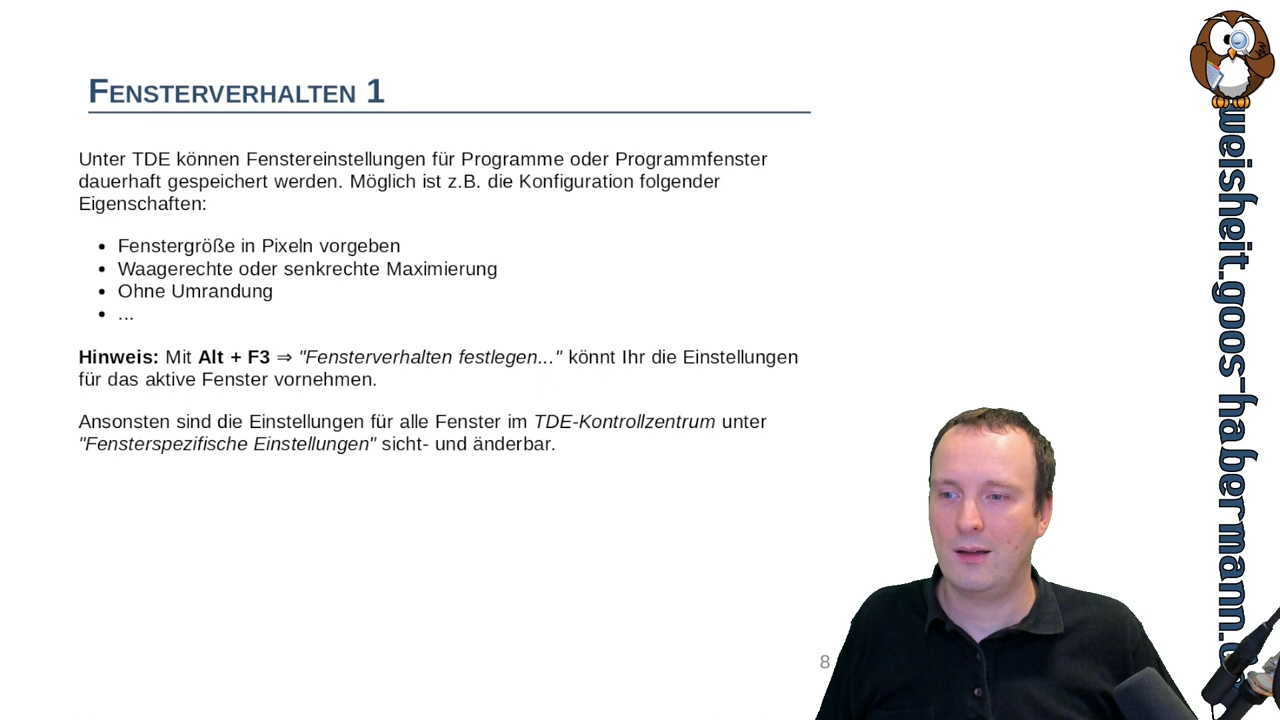 Fensterverhalten 1
Unter TDE können Fenstereinstellungen für Programme oder Programmfenster
dauerhaft gespeichert werden. Möglich ist z.B. die Konfiguration folgender
Eigenschaften:
• Fenstergröße in Pixeln vorgeben
• Waagerechte oder senkrechte Maximierung
• Ohne Umrandung
• ...
Hinweis: Mit Alt + F3 ⇒ "Fensterverhalten festlegen..." könnt Ihr die Einstellungen
für das aktive Fenster vornehmen.
Ansonsten sind die Einstellungen für alle Fenster im TDE-Kontrollzentrum unter
"Fensterspezifische Einstellungen" sicht- und änderbar.
8
weisheit.goos-habermann.